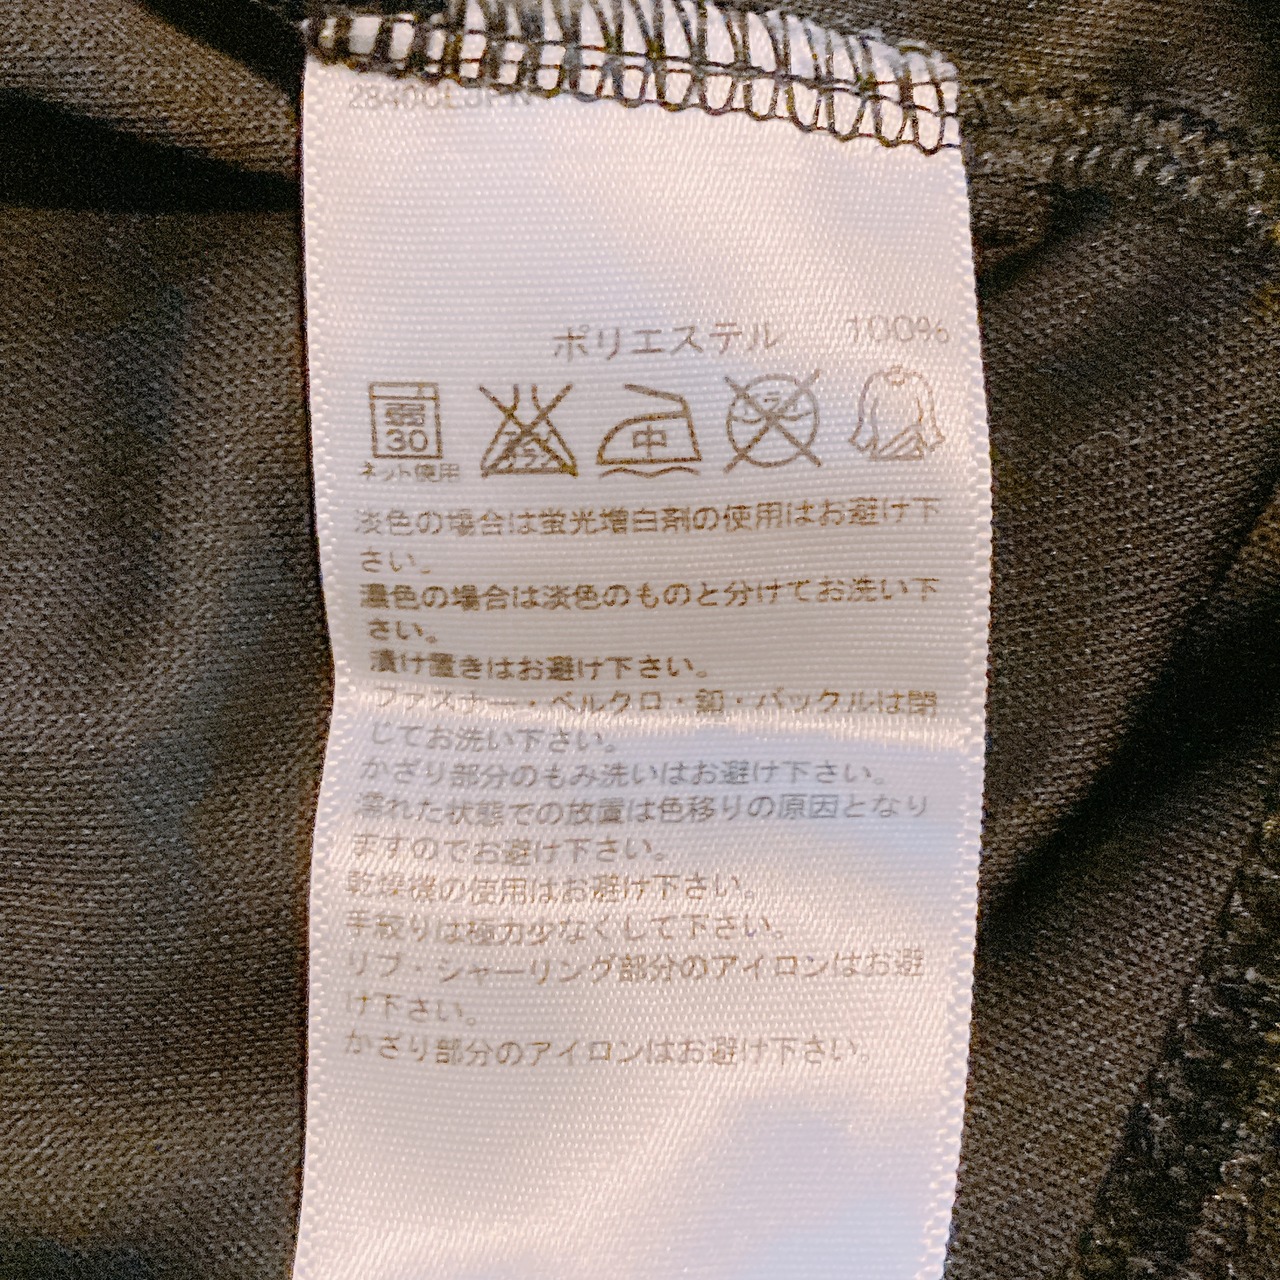 ポリエステル 100%
弱
30
ネット使用
中
淡色の場合は蛍光増白剤の使用はお避け下
さい。
濃色の場合は淡色のものと分けてお洗い下
さい。
漬け置きはお避け下さい。
ファスナー・ベルクロ・釦・バックルは閉
じてお洗い下さい。
かざり部分のもみ洗いはお避け下さい。
濡れた状態での放置は色移りの原因となり
ますのでお避け下さい。
乾燥機の使用はお避け下さい。
手絞りは極力少なくして下さい。
リブ・シャーリング部分のアイロンはお避
け下さい。
かざり部分のアイロンはお避け下さい。